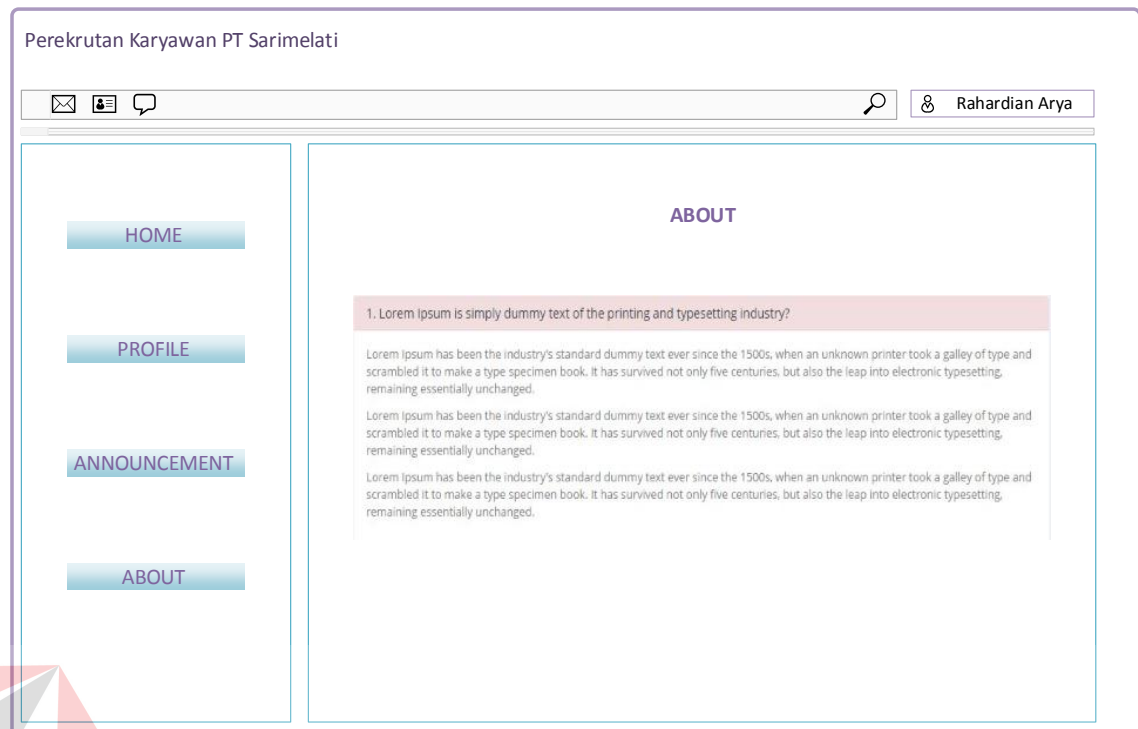 Perekrutan Karyawan PT Sarimelati
Rahardian Arya
HOME
PROFILE
ANNOUNCEMENT
ABOUT
ABOUT
1. Lorem Ipsum is simply dummy text of the printing and typesetting industry?
Lorem Ipsum has been the industry's standard dummy text ever since the 1500s, when an unknown printer took a galley of type and
scrambled it to make a type specimen book. It has survived not only five centuries, but also the leap into electronic typesetting,
remaining essentially unchanged.
Lorem Ipsum has been the industry's standard dummy text ever since the 1500s, when an unknown printer took a galley of type and
scrambled it to make a type specimen book. It has survived not only five centuries, but also the leap into electronic typesetting,
remaining essentially unchanged.
Lorem Ipsum has been the industry's standard dummy text ever since the 1500s, when an unknown printer took a galley of type and
scrambled it to make a type specimen book. It has survived not only five centuries, but also the leap into electronic typesetting,
remaining essentially unchanged.